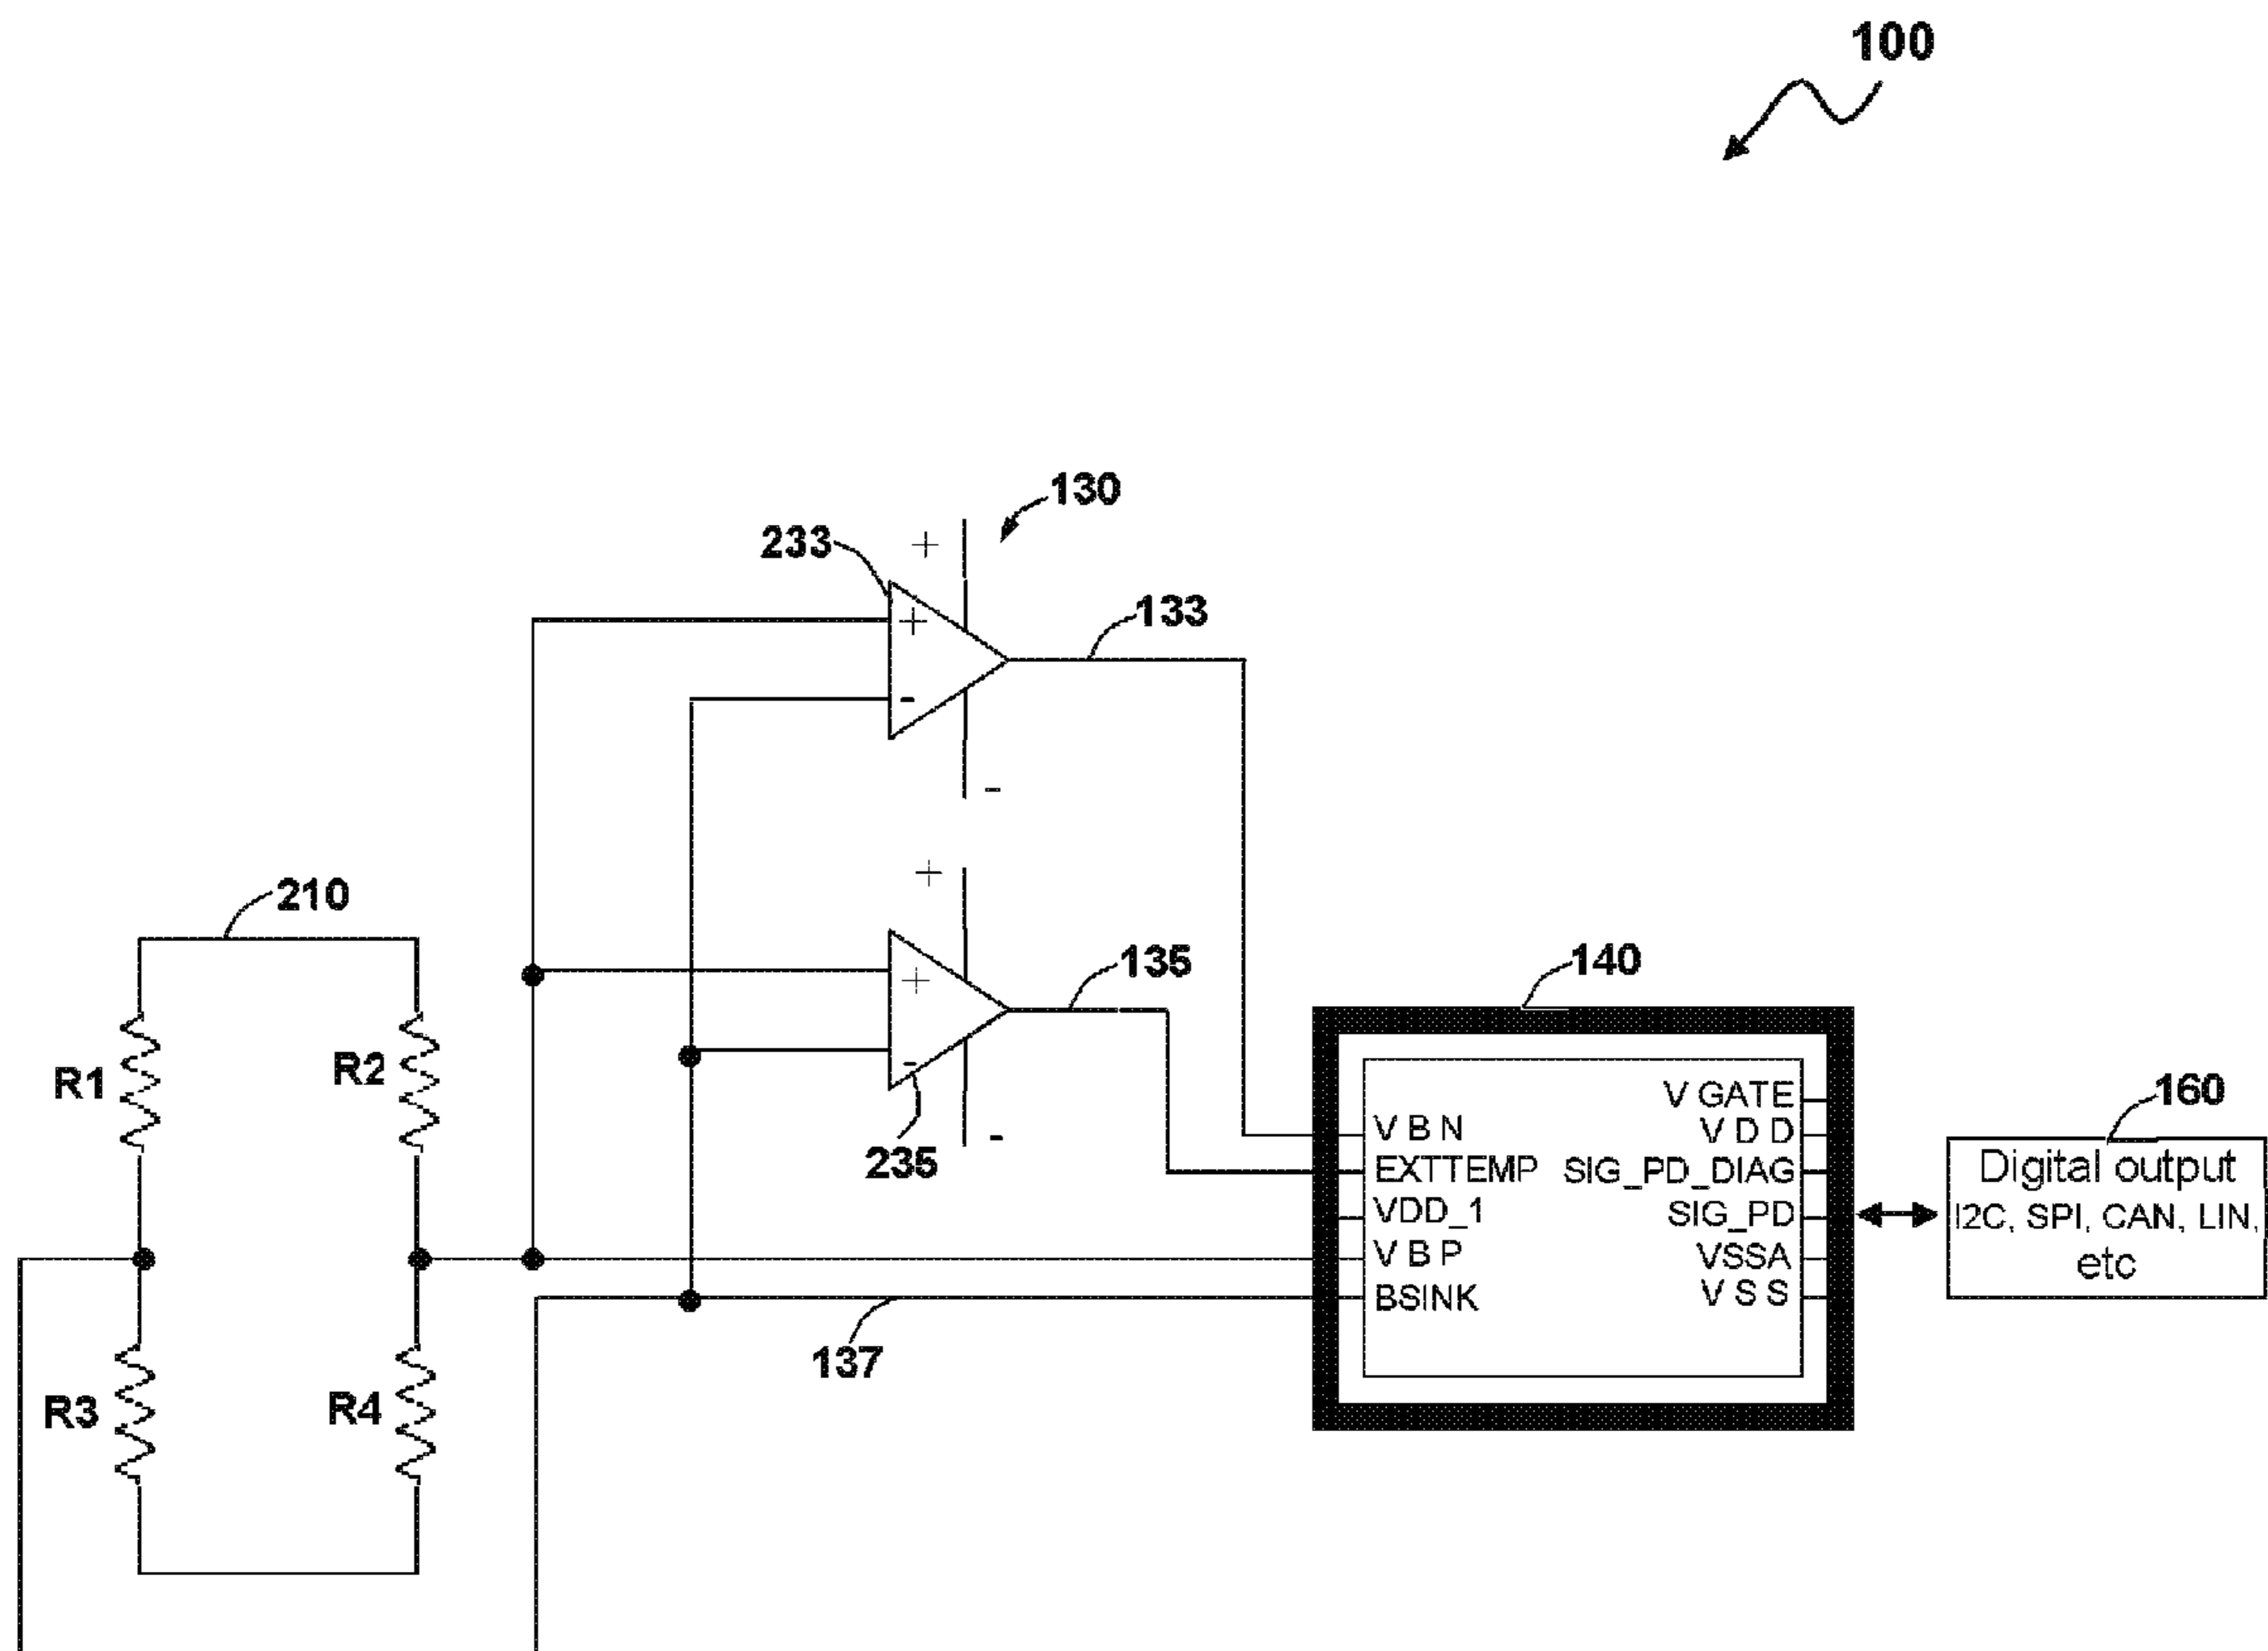 100
130
233
+
+
133
-
-
+
210
135
140
+
-
-
R1
R2
235
160
V B N
EXTTEMP
VDD_1
V B P
BSINK
V GATE
V D D
SIG_PD_DIAG
SIG_PD
VSSA
V S S
Digital output
I2C, SPI, CAN, LIN,
etc
137
R3
R4